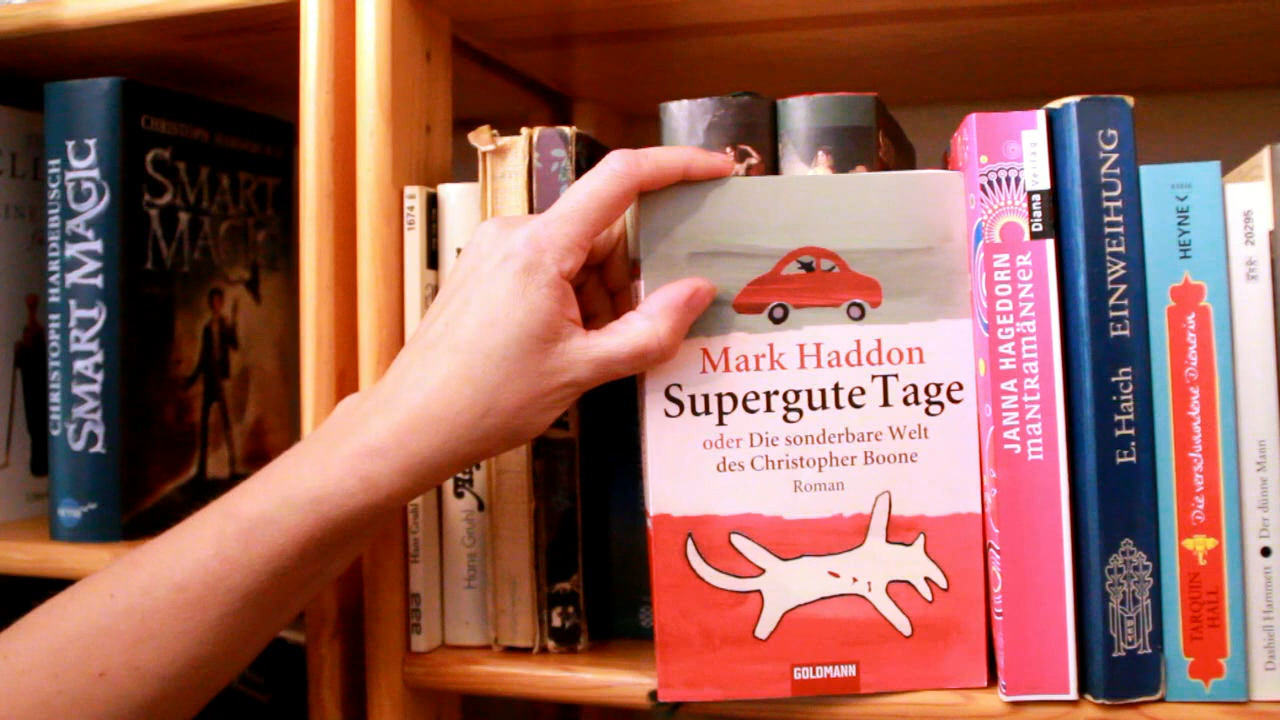 CHRISTOPH HARDEBUSCH
SMART MAGIC
SMART
MAGIC
1674
Hans Gruhl
Hans Gruhl
Mark Haddon
Supergute Tage
oder Die sonderbare Welt
des Christopher Boone
Roman
GOLDMANN
Diana Verlag
JANNA HAGEDORN
mantramänner
E. Haich EINWEIHUNG
HEYNE
Die verschwundene Dienerin
TARQUIN
HALL
20295
Dashiell Hammett • Der dünne Mann